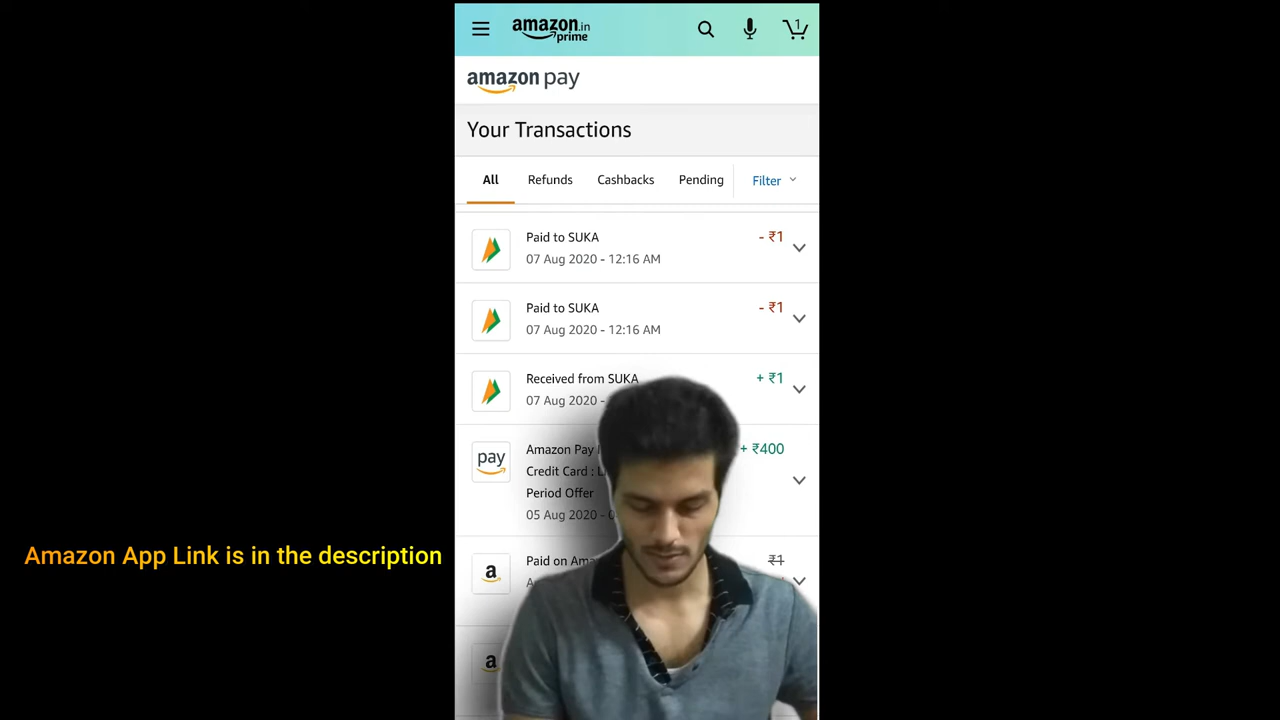 amazon.in
prime
1
amazon pay
Your Transactions
All Refunds Cashbacks Pending Filter
Paid to SUKA - ₹1
07 Aug 2020 - 12:16 AM
Paid to SUKA - ₹1
07 Aug 2020 - 12:16 AM
Received from SUKA + ₹1
07 Aug 2020 -
pay
Amazon Pay + ₹400
Credit Card :
Period Offer
05 Aug 2020 -
Amazon App Link is in the description
a
Paid on ₹1
a